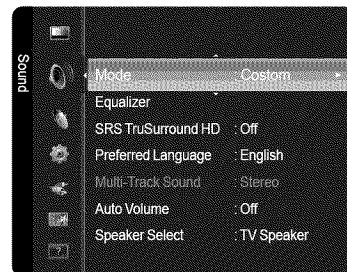 Sound
Mode : Costom
Equalizer
SRS TruSurround HD : Off
Preferred Language : English
Multi-Track Sound : Stereo
Auto Volume : Off
Speaker Select : TV Speaker
?